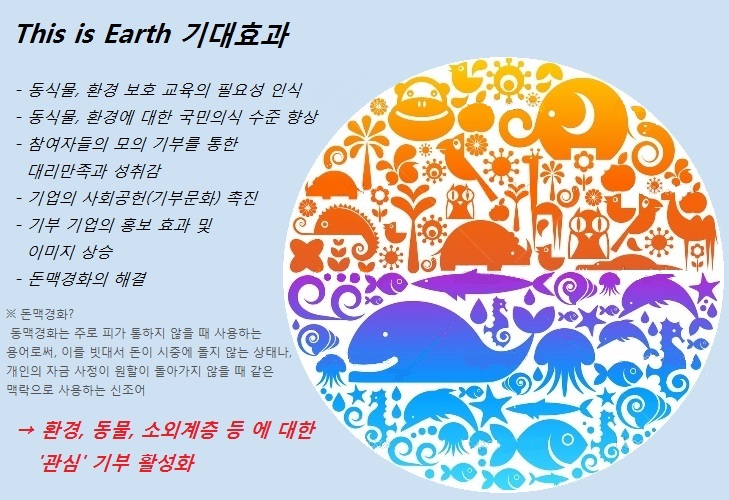 This is Earth 기대효과
- 동식물, 환경 보호 교육의 필요성 인식
- 동식물, 환경에 대한 국민의식 수준 향상
- 참여자들의 모의 기부를 통한
대리만족과 성취감
- 기업의 사회공헌(기부문화) 촉진
- 기부 기업의 홍보 효과 및
이미지 상승
- 돈맥경화의 해결
※ 돈맥경화?
동맥경화는 주로 피가 통하지 않을 때 사용하는
용어로써, 이를 빗대서 돈이 시중에 돌지 않는 상태나,
개인의 자금 사정이 원할이 돌아가지 않을 때 같은
맥락으로 사용하는 신조어
→ 환경, 동물, 소외계층 등 에 대한
'관심' 기부 활성화